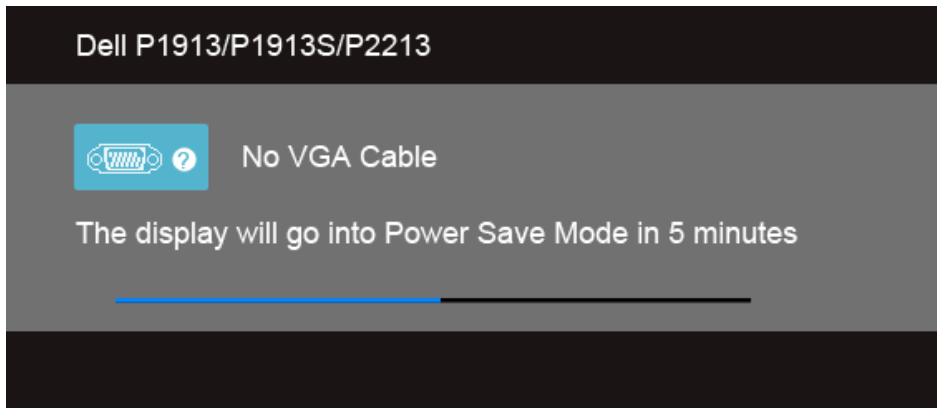 Dell P1913/P1913S/P2213
No VGA Cable
The display will go into Power Save Mode in 5 minutes